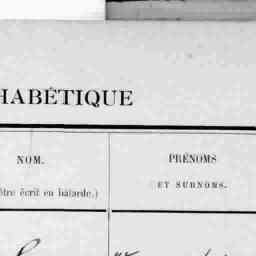 HABÉTIQUE
NOM.
être écrit en bâtarde.)
PRÉNOMS
ET SURNOMS.